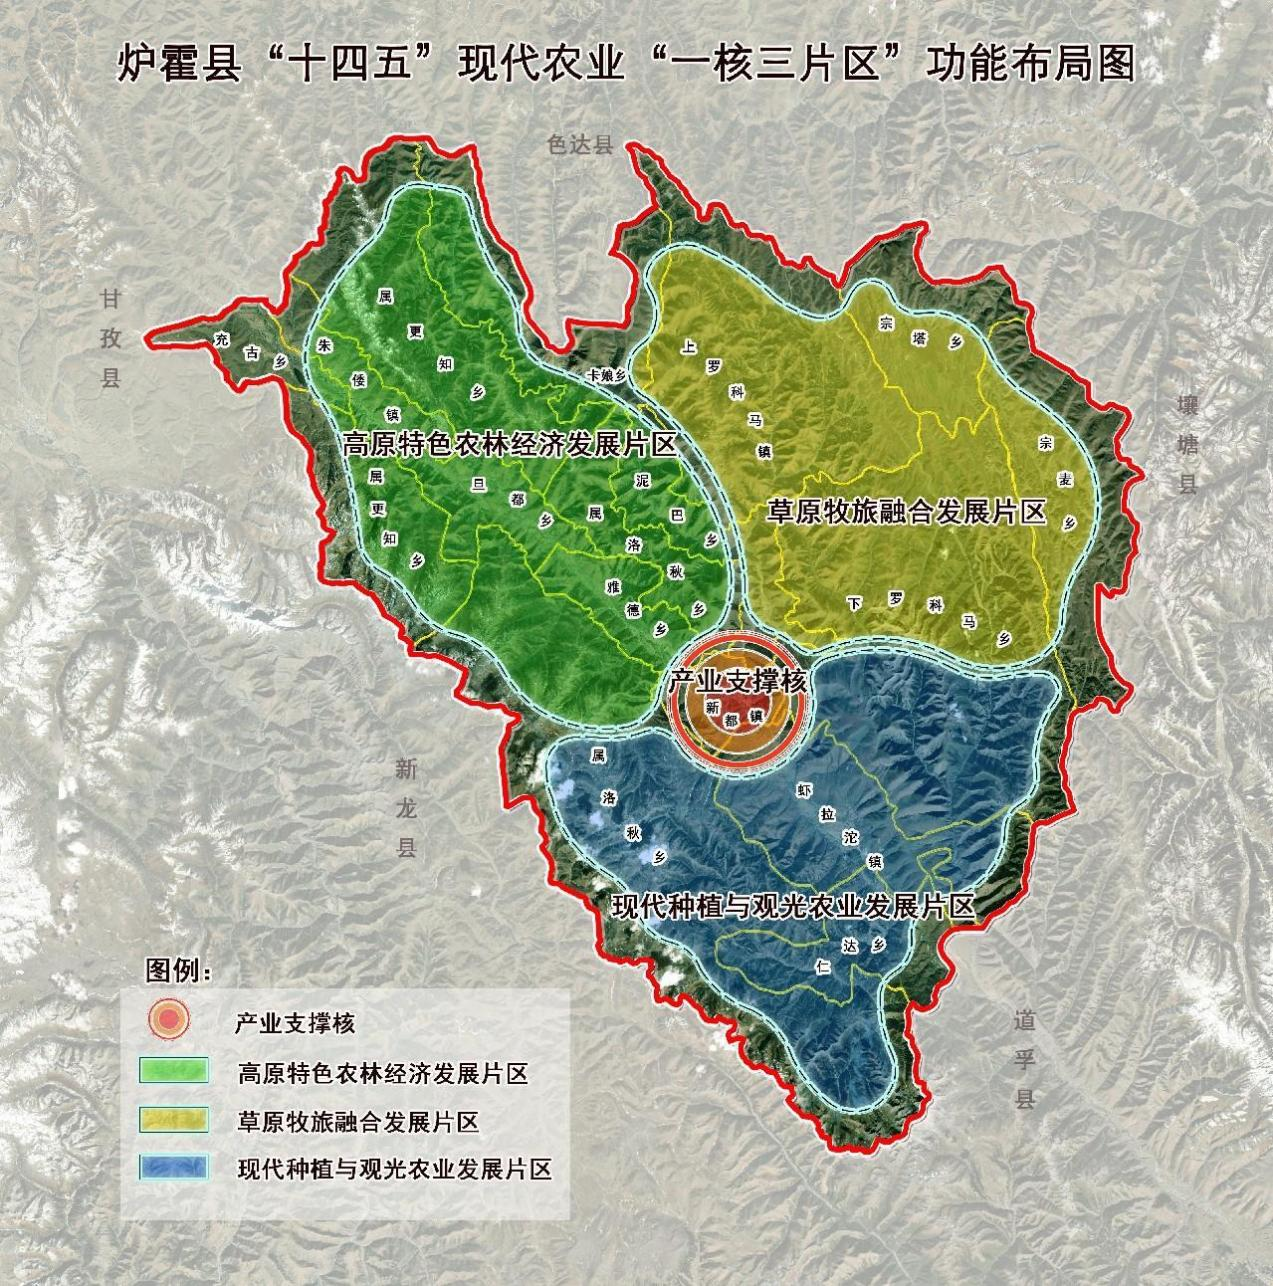 炉霍县“十四五”现代农业“一核三片区”功能布局图
色达县
甘孜县
壤塘县
新龙县
道孚县
充古乡
朱倭镇
属更知乡
卡娘乡
上罗科马镇
宗塔乡
宗麦乡
高原特色农林经济发展片区
属更知乡
旦都乡
泥巴乡
属洛秋乡
雅德乡
草原牧旅融合发展片区
下罗科马乡
产业支撑核
新都镇
属洛秋乡
虾拉沱镇
现代种植与观光农业发展片区
仁达乡
图例：
产业支撑核
高原特色农林经济发展片区
草原牧旅融合发展片区
现代种植与观光农业发展片区